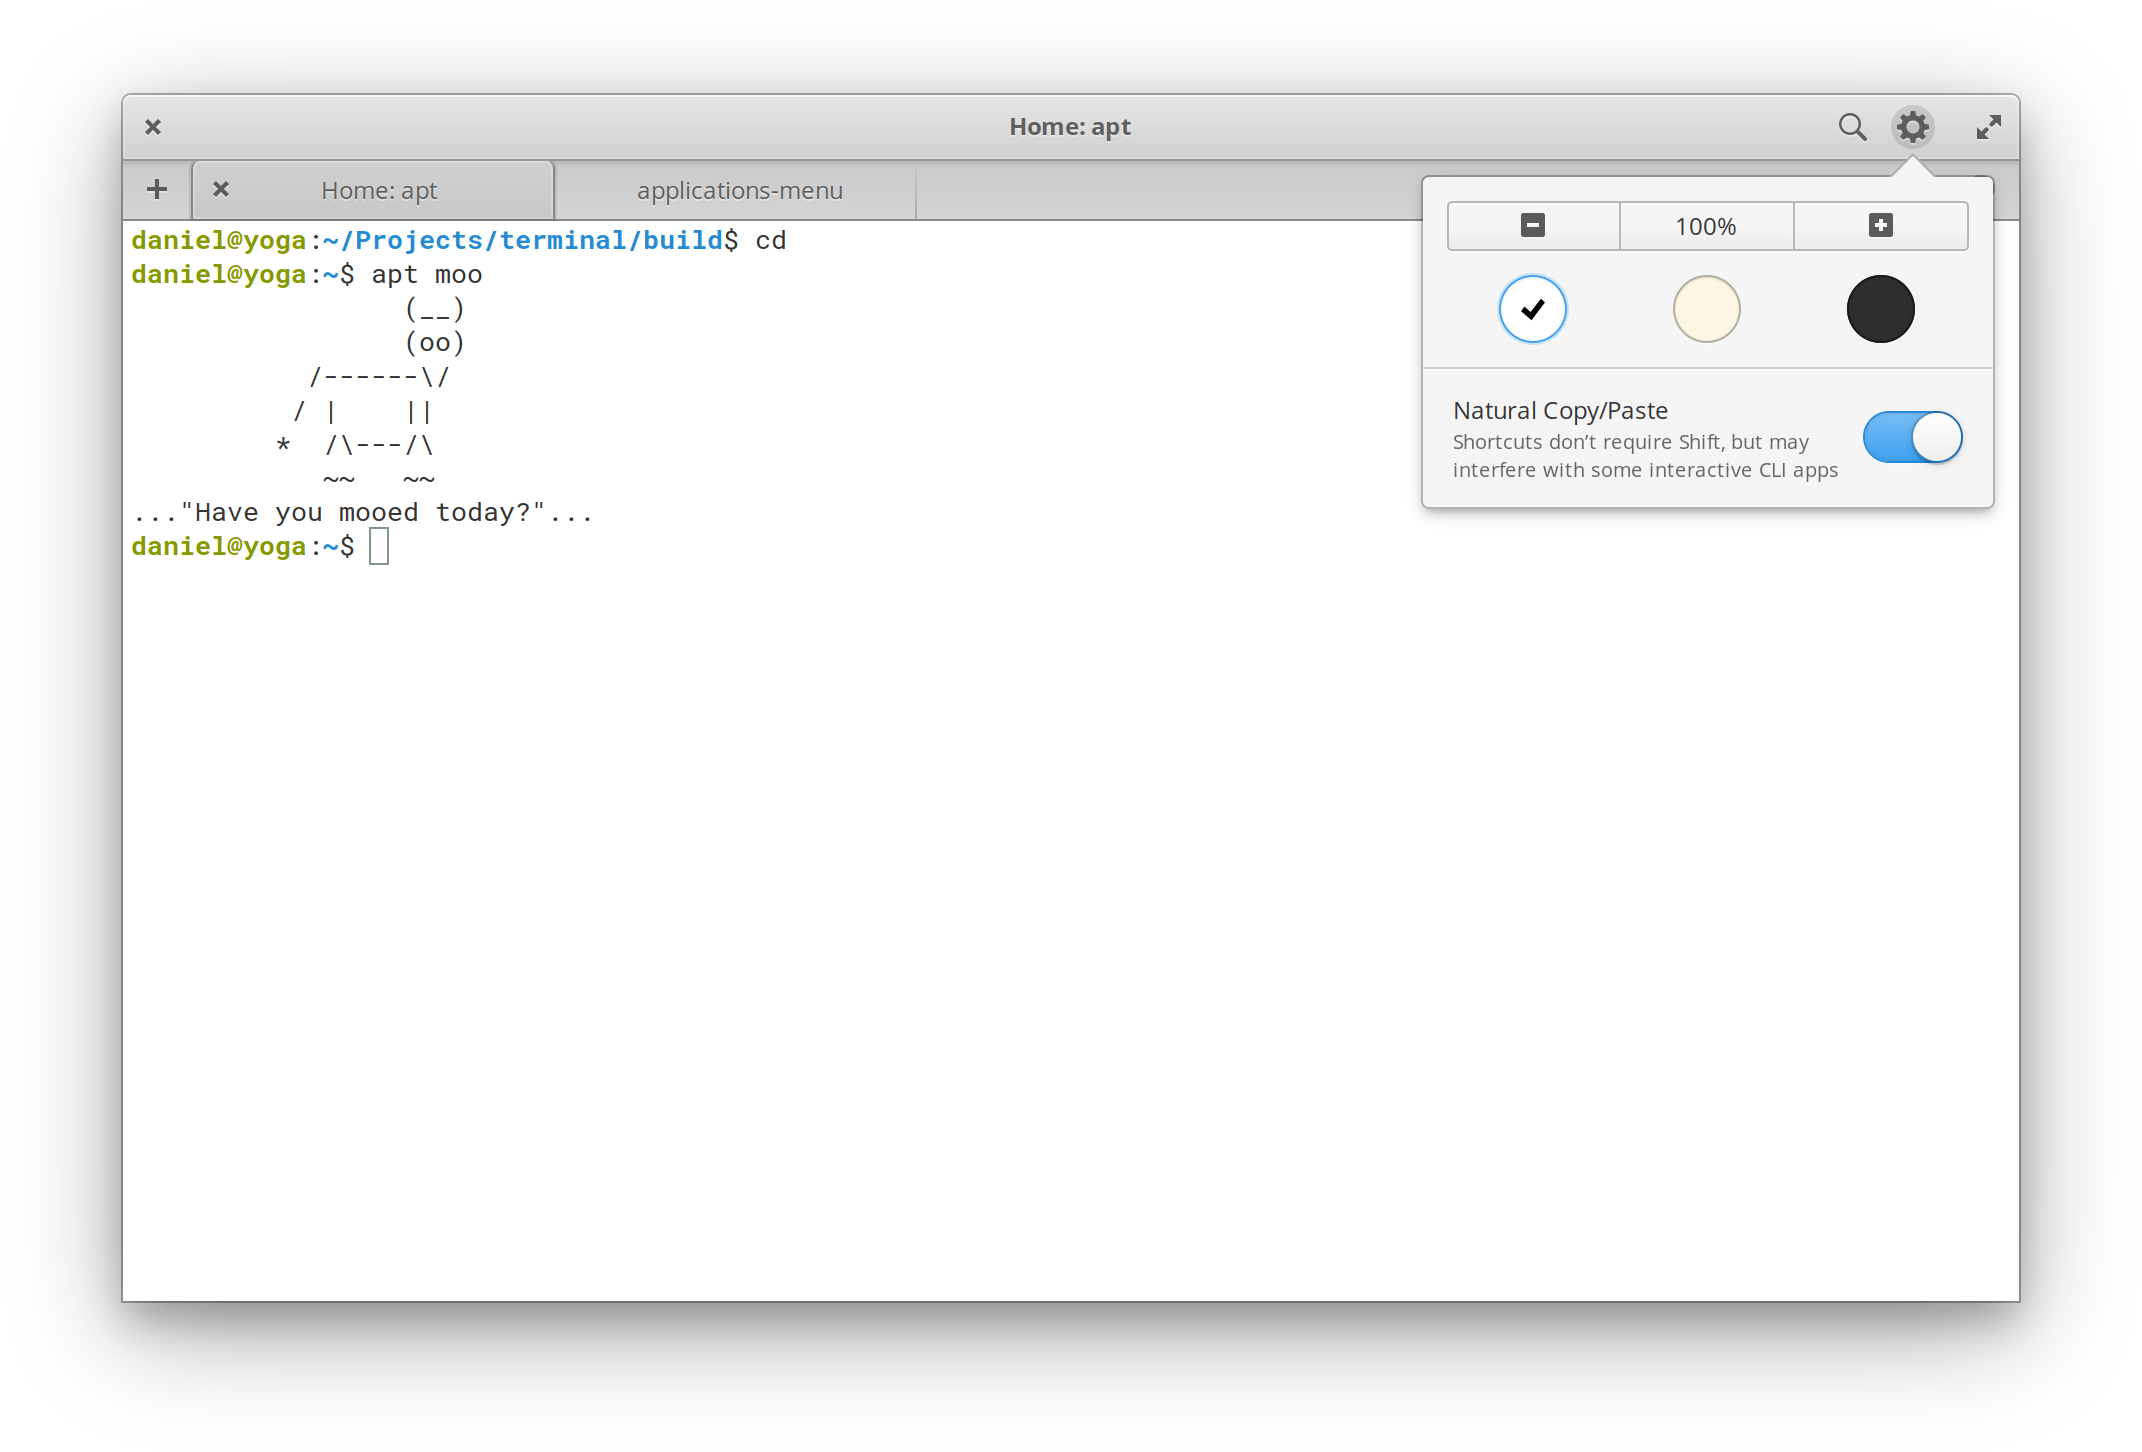 Home: apt
Home: apt
applications-menu
daniel@yoga:~/Projects/terminal/build$ cd
daniel@yoga:~$ apt moo
                 (__)
                 (oo)
           /------\/
          / |    ||
         *  /\---/\
            ~~   ~~
..."Have you mooed today?"...
daniel@yoga:~$
100%
Natural Copy/Paste
Shortcuts don’t require Shift, but may
interfere with some interactive CLI apps